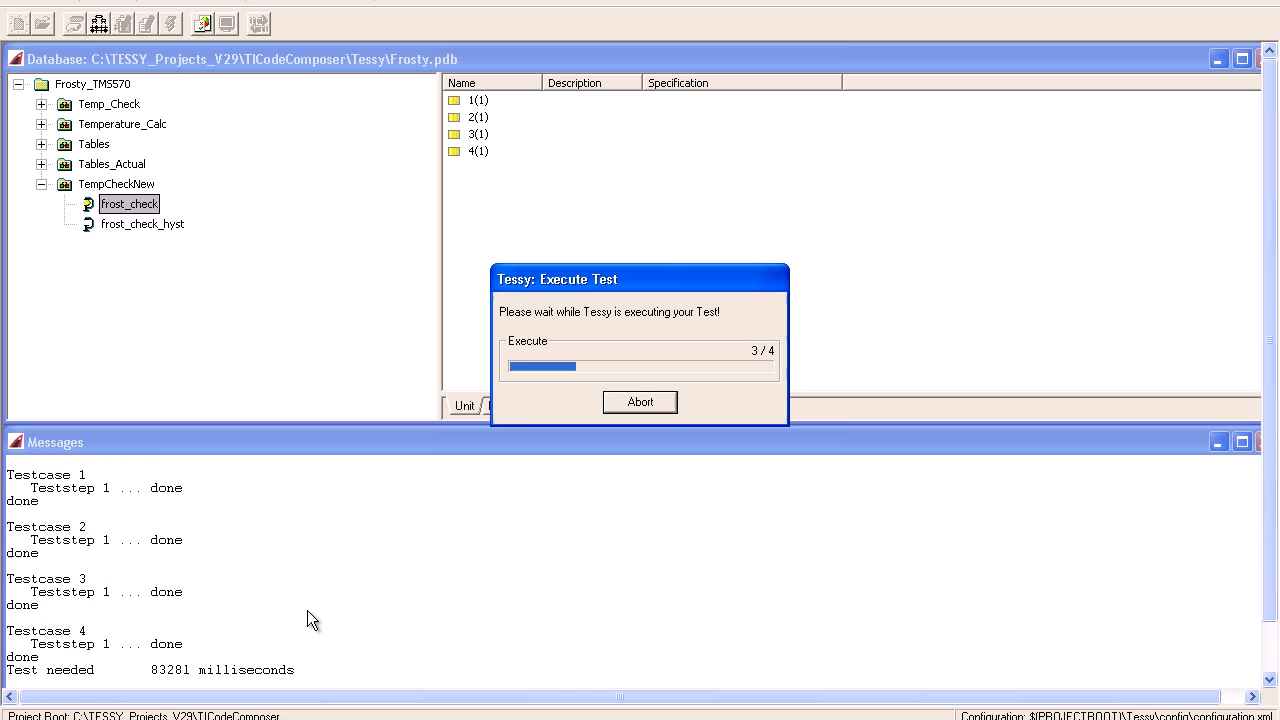 Database: C:\TESSY_Projects_V29\TICodeComposer\Tessy\Frosty.pdb
Frosty_TMS570
Temp_Check
Temperature_Calc
Tables
Tables_Actual
TempCheckNew
frost_check
frost_check_hyst
Name Description Specification
1(1)
2(1)
3(1)
4(1)
Unit
Tessy: Execute Test
Please wait while Tessy is executing your Test!
Execute
3 / 4
Abort
Messages
Testcase 1
Teststep 1 ... done
done
Testcase 2
Teststep 1 ... done
done
Testcase 3
Teststep 1 ... done
done
Testcase 4
Teststep 1 ... done
done
Test needed 83281 milliseconds
Project Root: C:\TESSY_Projects_V29\TICodeComposer
Configuration: $(PROJECTROOT)\Tessy\config\configuration.xml